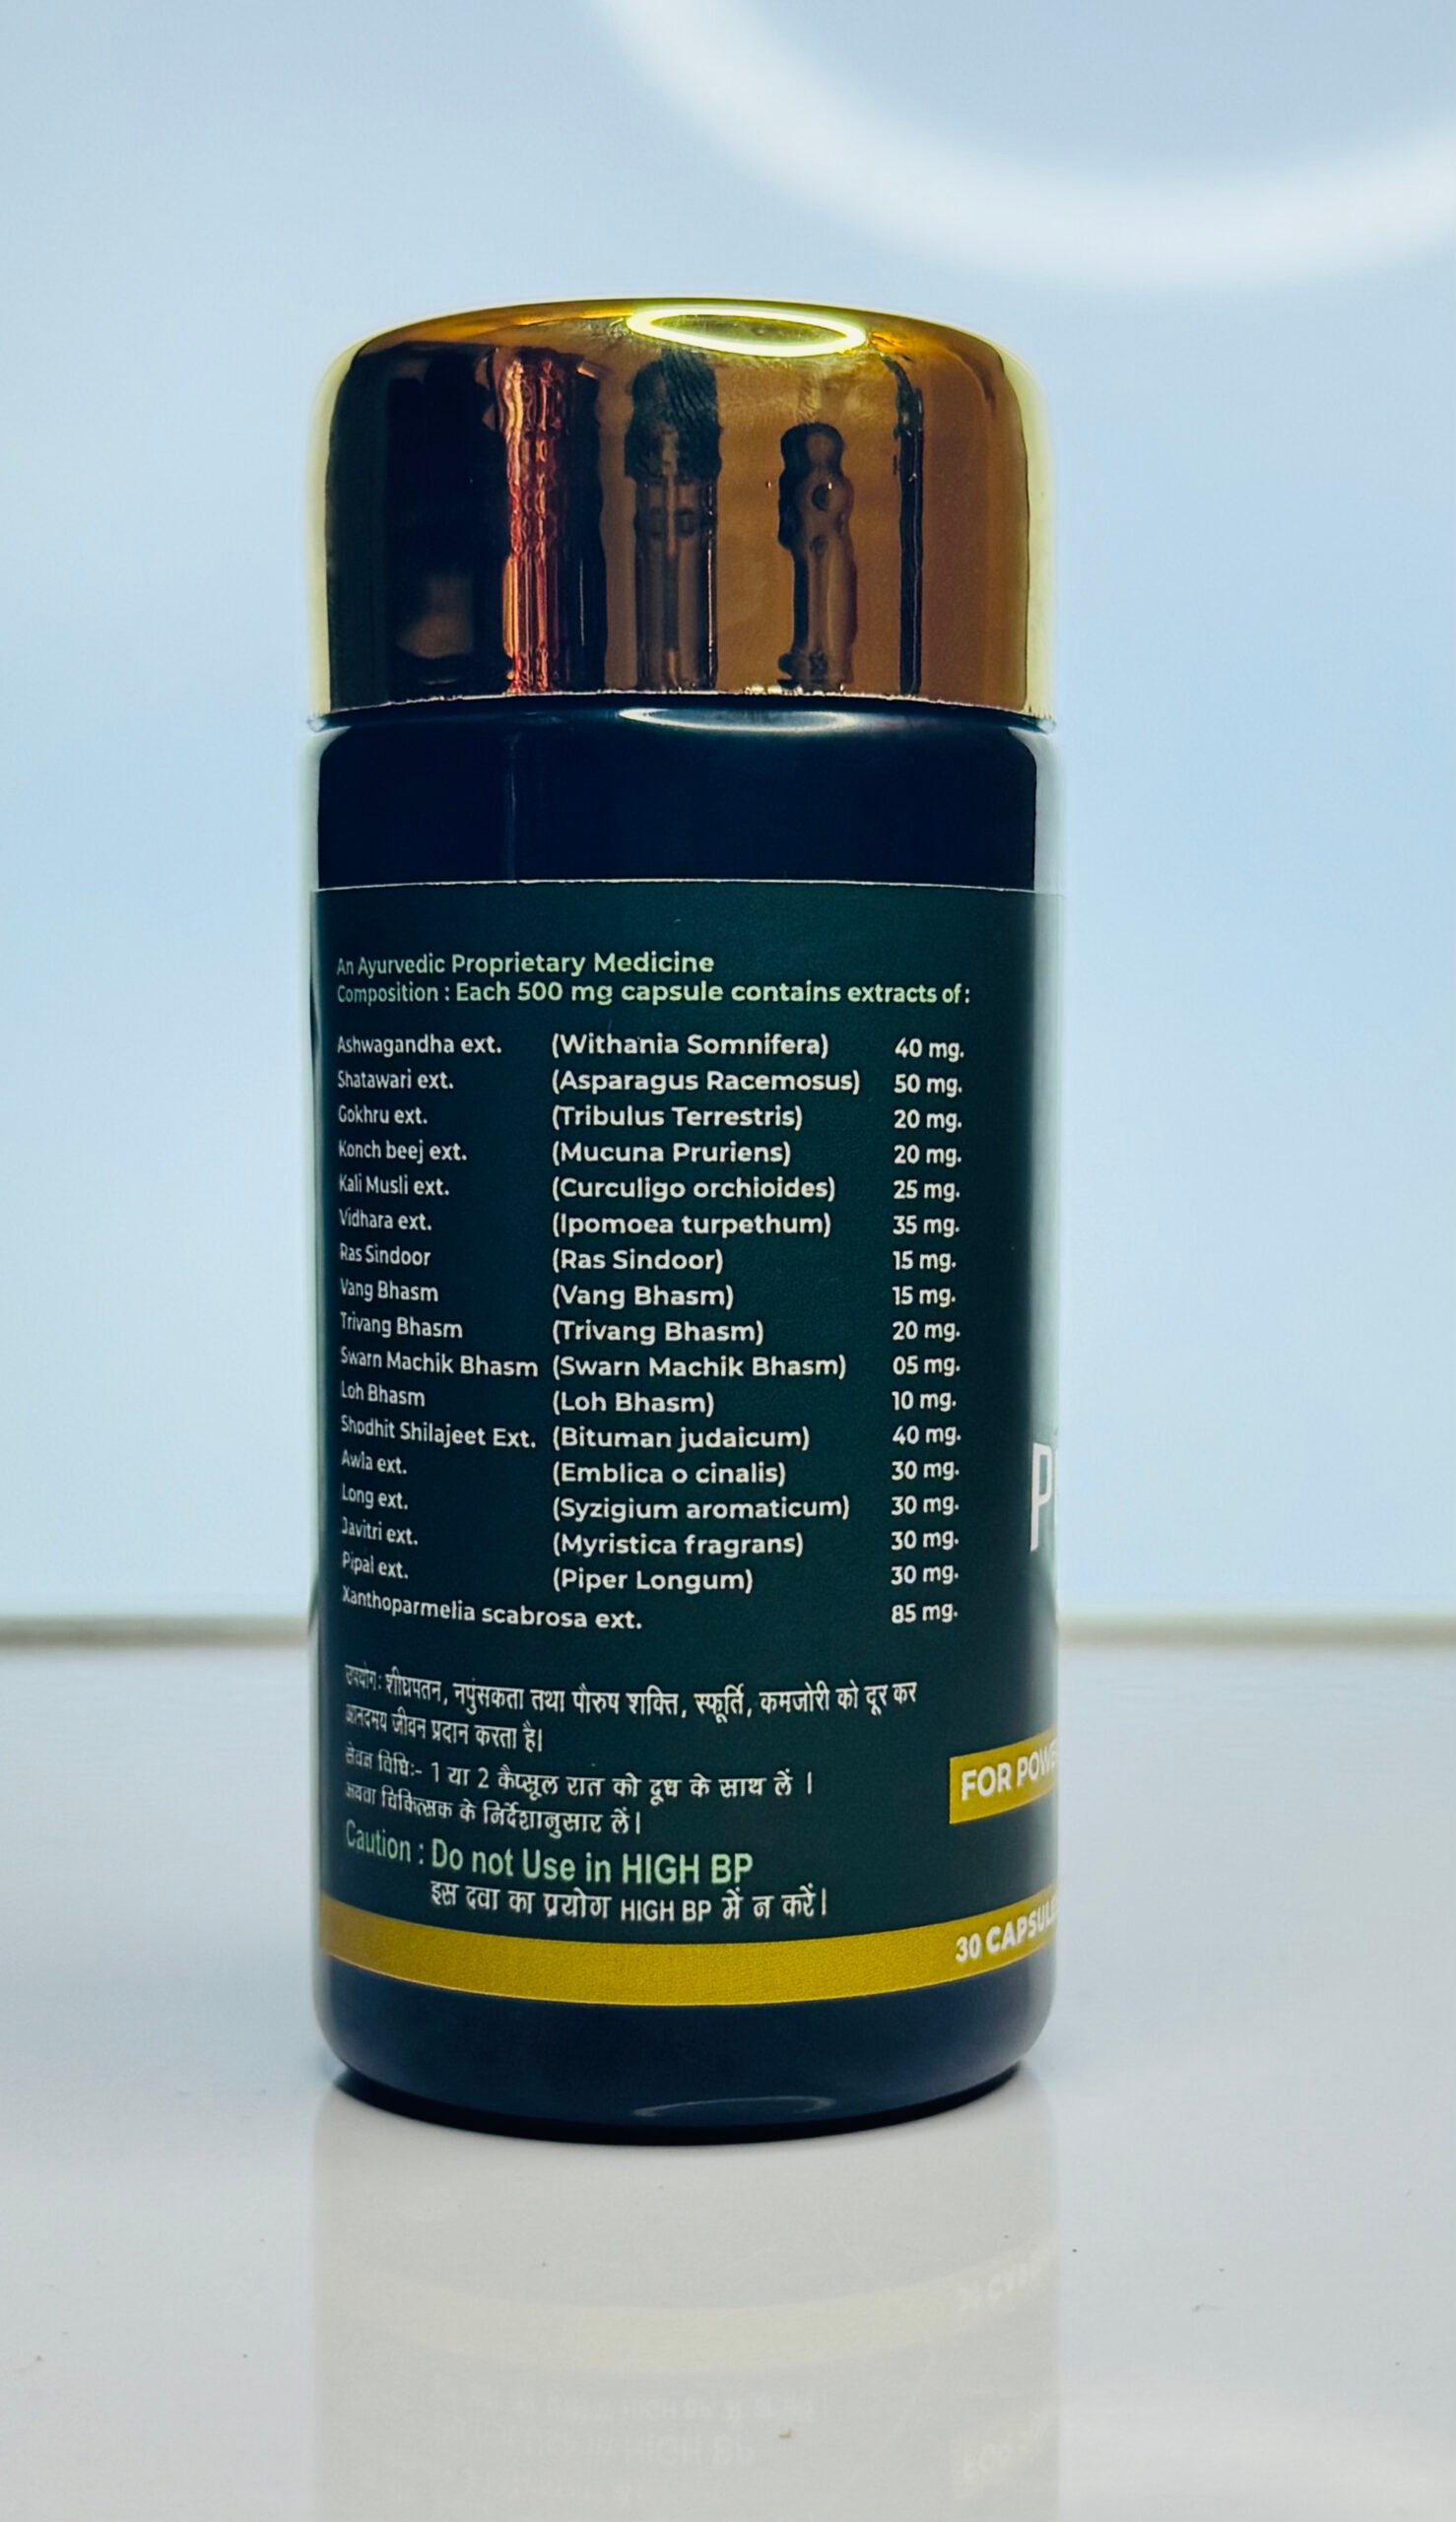 An Ayurvedic Proprietary Medicine
Composition : Each 500 mg capsule contains extracts of :
Ashwagandha ext. (Withania Somnifera) 40 mg.
Shatawari ext. (Asparagus Racemosus) 50 mg.
Gokhru ext. (Tribulus Terrestris) 20 mg.
Konch beej ext. (Mucuna Pruriens) 20 mg.
Kali Musli ext. (Curculigo orchioides) 25 mg.
Vidhara ext. (Ipomoea turpethum) 35 mg.
Ras Sindoor (Ras Sindoor) 15 mg.
Vang Bhasm (Vang Bhasm) 15 mg.
Trivang Bhasm (Trivang Bhasm) 20 mg.
Swarn Machik Bhasm (Swarn Machik Bhasm) 05 mg.
Loh Bhasm (Loh Bhasm) 10 mg.
Shodhit Shilajeet Ext. (Bituman judaicum) 40 mg.
Awla ext. (Emblica o cinalis) 30 mg.
Long ext. (Syzigium aromaticum) 30 mg.
Javitri ext. (Myristica fragrans) 30 mg.
Pipal ext. (Piper Longum) 30 mg.
Xanthoparmelia scabrosa ext. 85 mg.
उपयोग: शीघ्रपतन, नपुंसकता तथा पौरुष शक्ति, स्फूर्ति, कमजोरी को दूर कर
आनदमय जीवन प्रदान करता है।
सेवन विधि:- 1 या 2 कैप्सूल रात को दूध के साथ लें ।
अथवा चिकित्सक के निर्देशानुसार लें।
Caution : Do not Use in HIGH BP
इस दवा का प्रयोग HIGH BP में न करें।
FOR
30